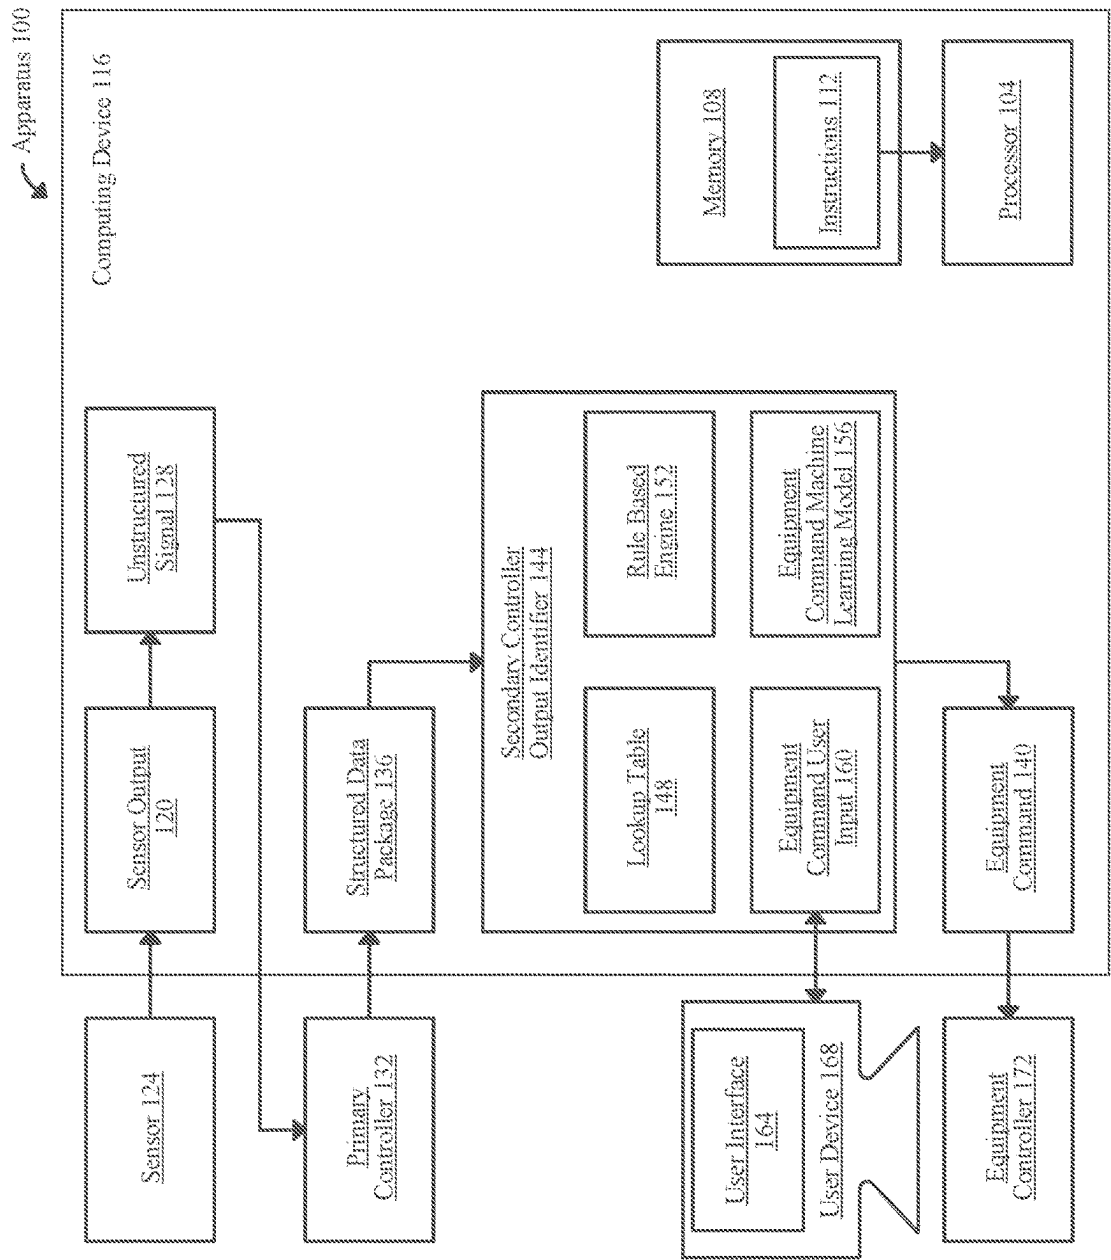 Apparatus 100
Computing Device 116
Sensor 124
Sensor Output
120
Unstructured
Signal 128
Primary
Controller 132
Structured Data
Package 136
Secondary Controller
Output Identifier 144
Lookup Table
148
Rule Based
Engine 152
Equipment
Command User
Input 160
Equipment
Command Machine
Learning Model 156
User Interface
164
User Device 168
Memory 108
Instructions 112
Processor 104
Equipment
Command 140
Equipment
Controller 172